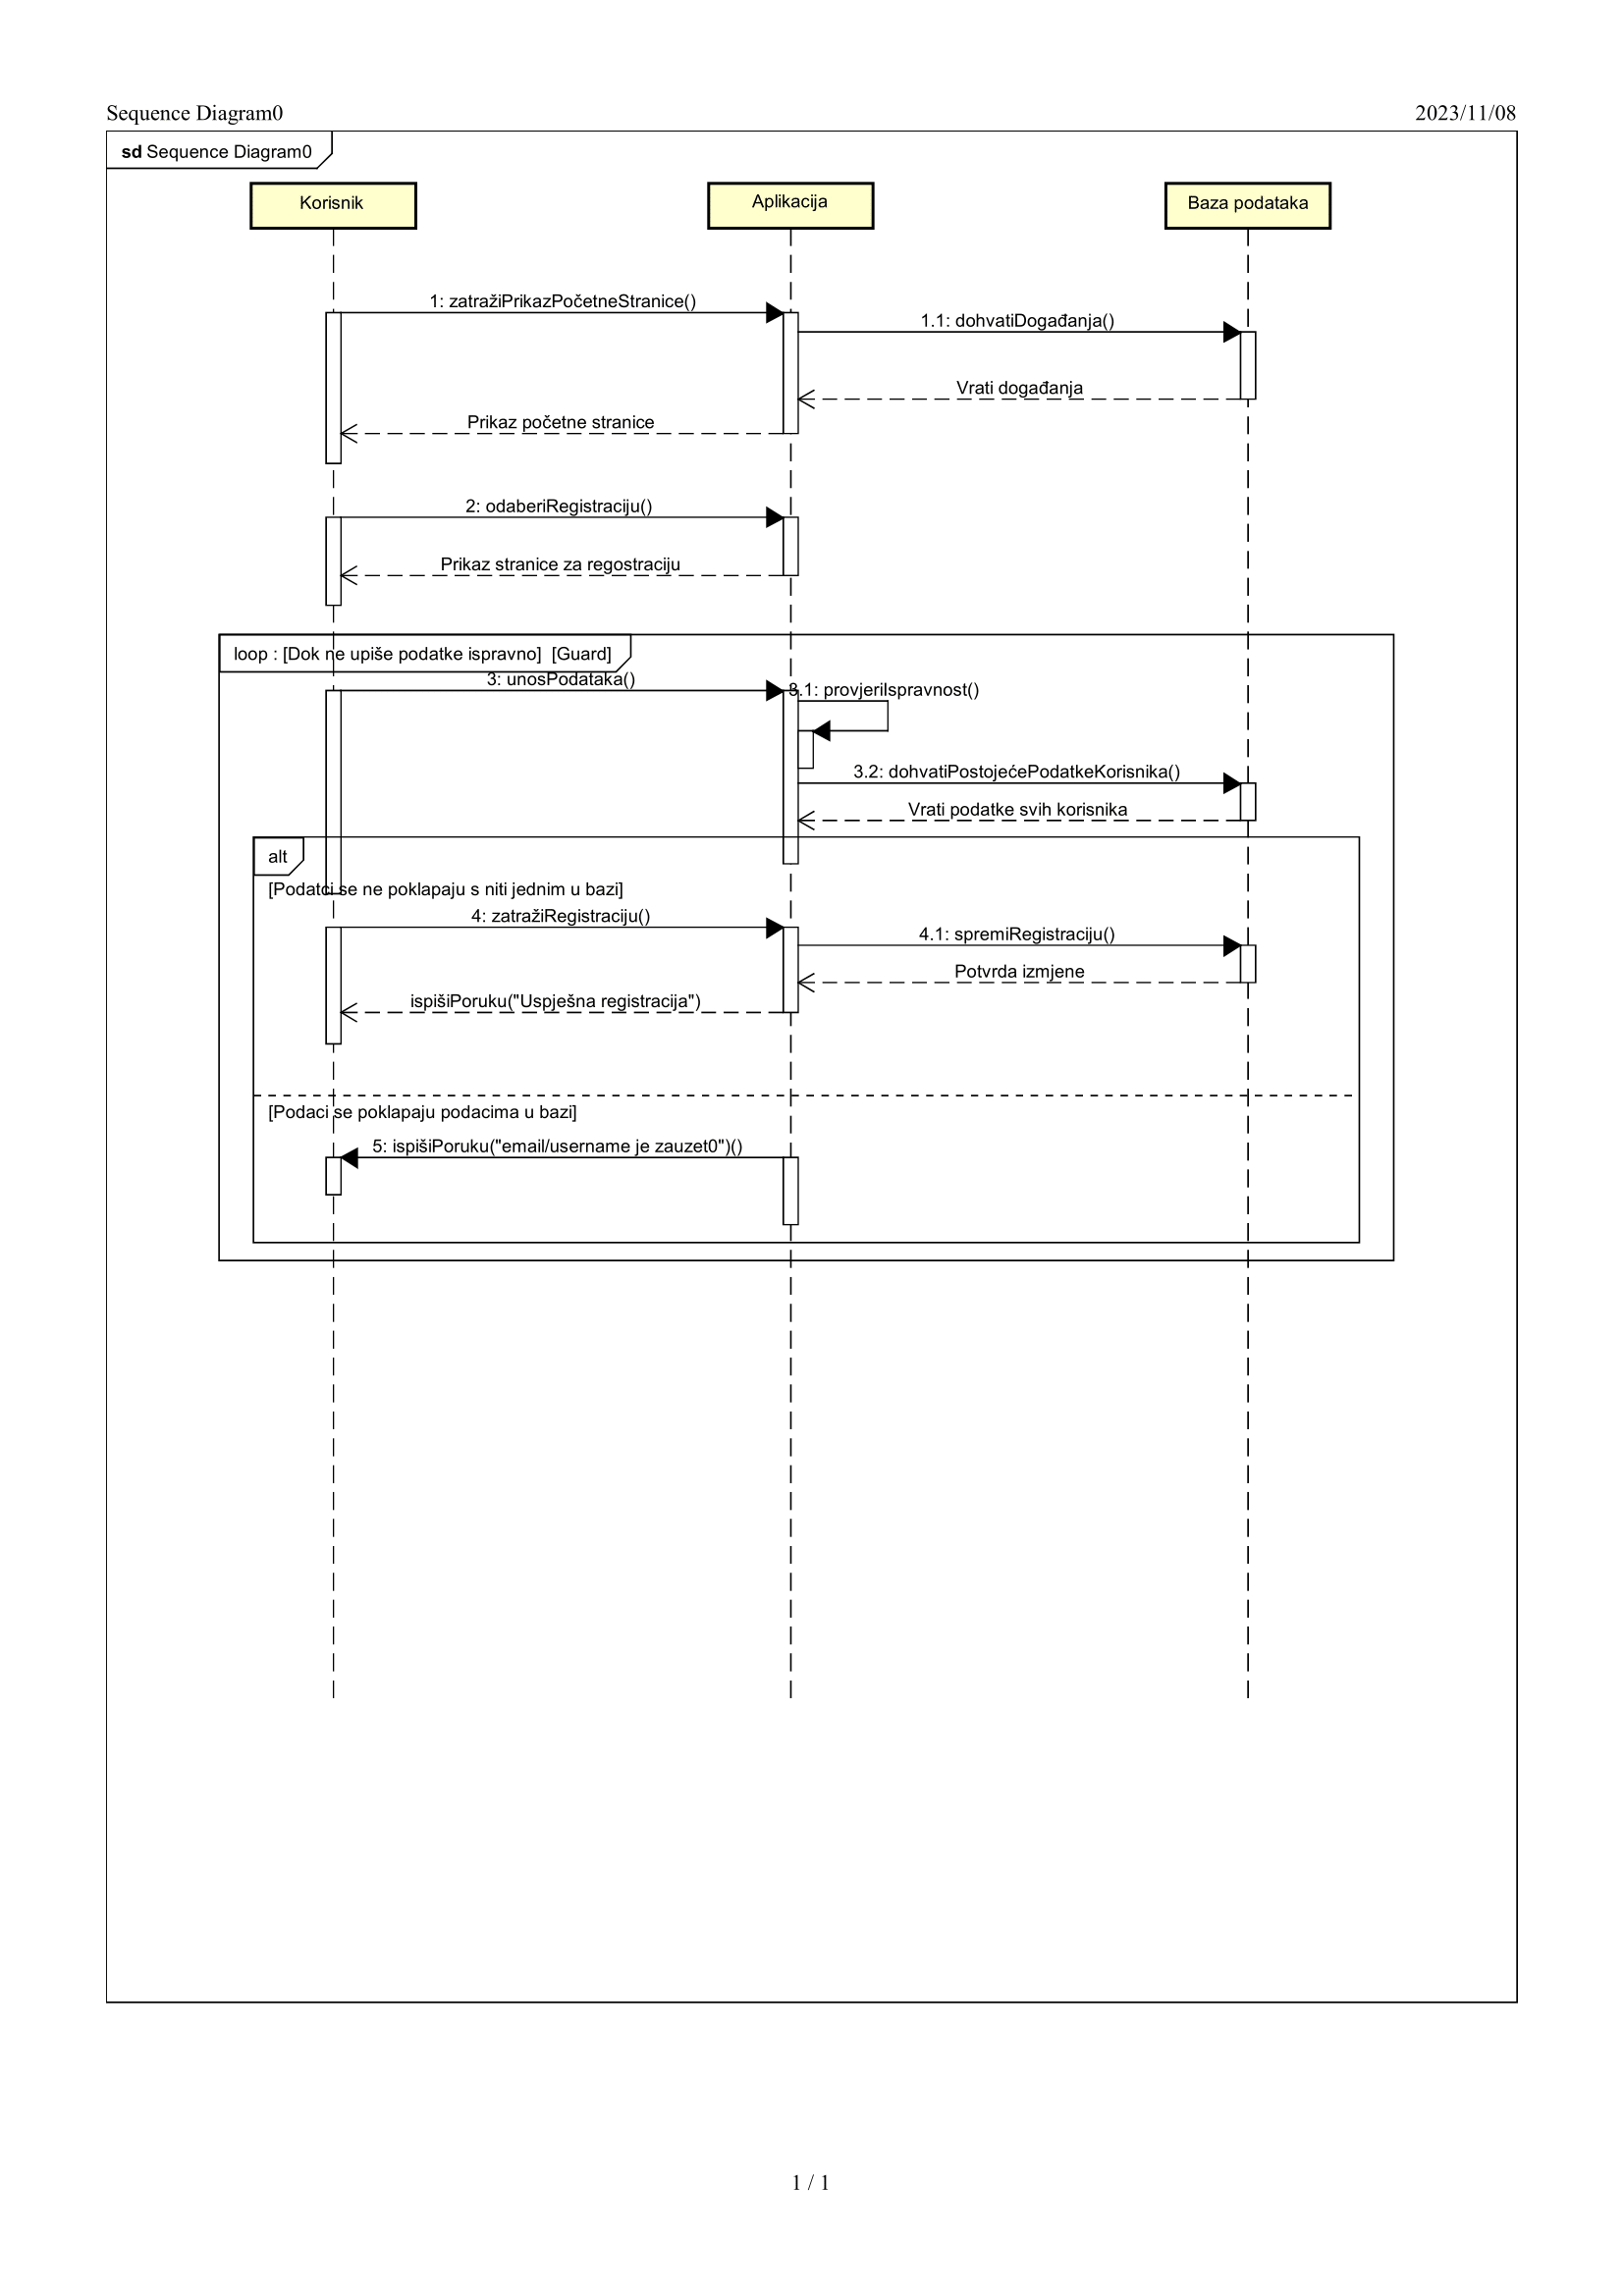 Sequence Diagram0
2023/11/08
sd Sequence Diagram0
Korisnik
Aplikacija
Baza podataka
1: zatražiPrikazPočetneStranice()
1.1: dohvatiDogađanja()
Vrati događanja
Prikaz početne stranice
2: odaberiRegistraciju()
Prikaz stranice za regostraciju
loop : [Dok ne upiše podatke ispravno]  [Guard]
3: unosPodataka()
3.1: provjeriIspravnost()
3.2: dohvatiPostojećePodatkeKorisnika()
Vrati podatke svih korisnika
alt
[Podatci se ne poklapaju s niti jednim u bazi]
4: zatražiRegistraciju()
4.1: spremiRegistraciju()
Potvrda izmjene
ispišiPoruku("Uspješna registracija")
[Podaci se poklapaju podacima u bazi]
5: ispišiPoruku("email/username je zauzet0")()
1 / 1